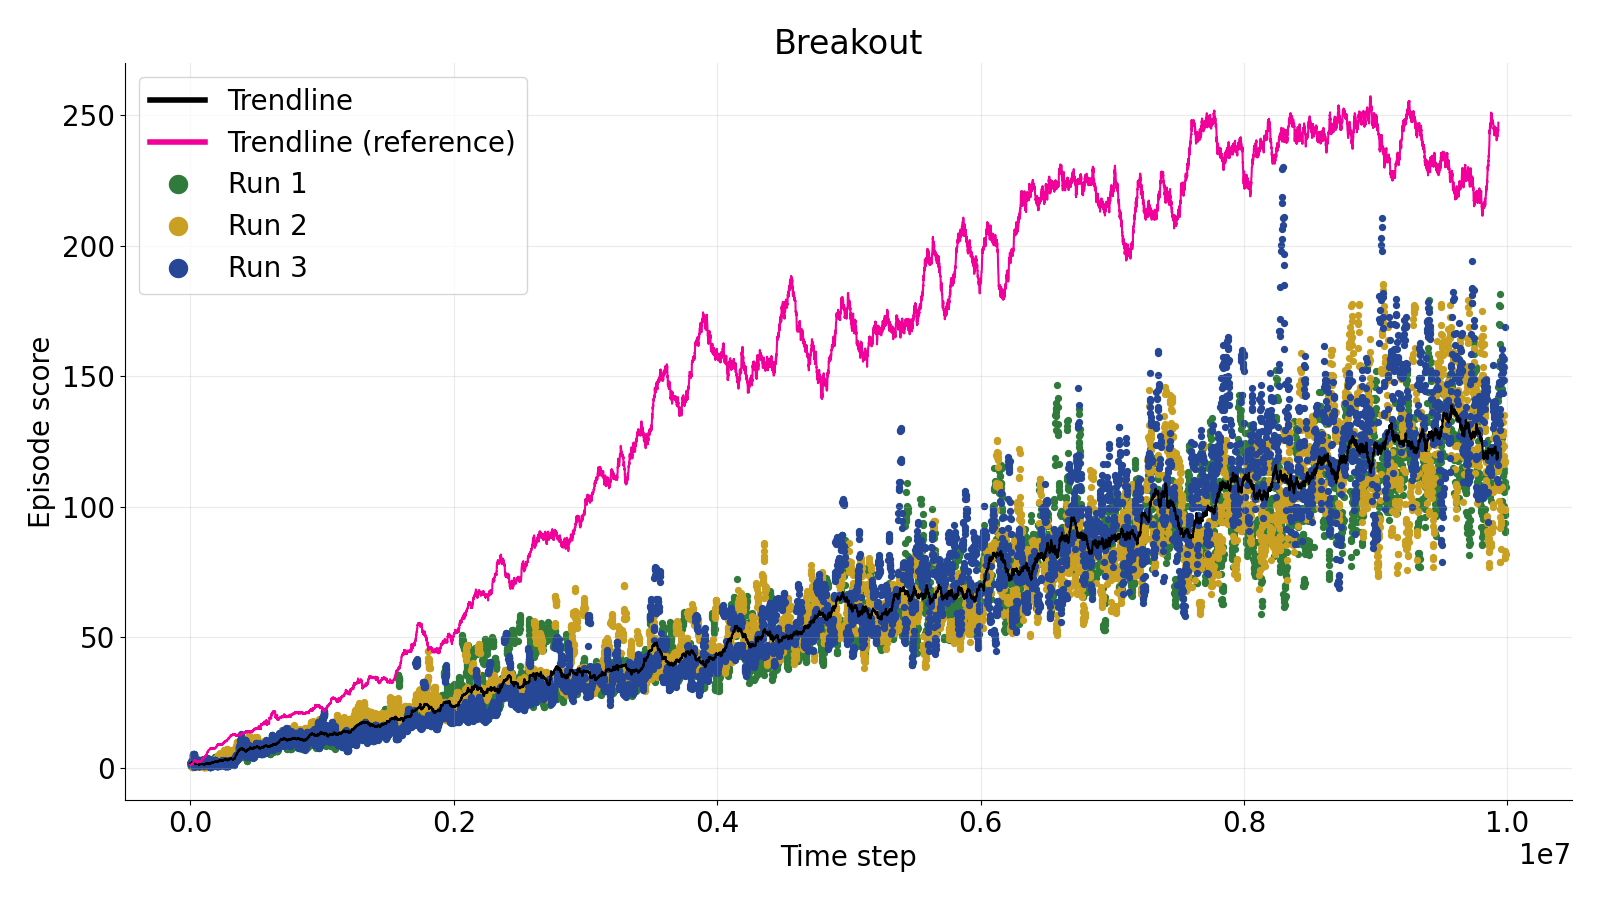 Breakout
Trendline
Trendline (reference)
Run 1
Run 2
Run 3
Episode score
250
200
150
100
50
0
0.0 0.2 0.4 0.6 0.8 1.0
1e7
Time step